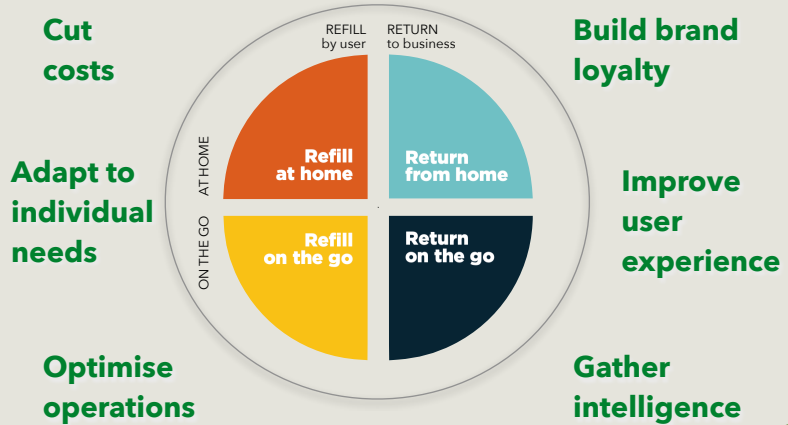 Cut
costs
Build brand
loyalty
REFILL
by user
RETURN
to business
AT HOME
Refill
at home
Return
from home
Adapt to
individual
needs
Improve
user
experience
ON THE GO
Refill
on the go
Return
on the go
Optimise
operations
Gather
intelligence